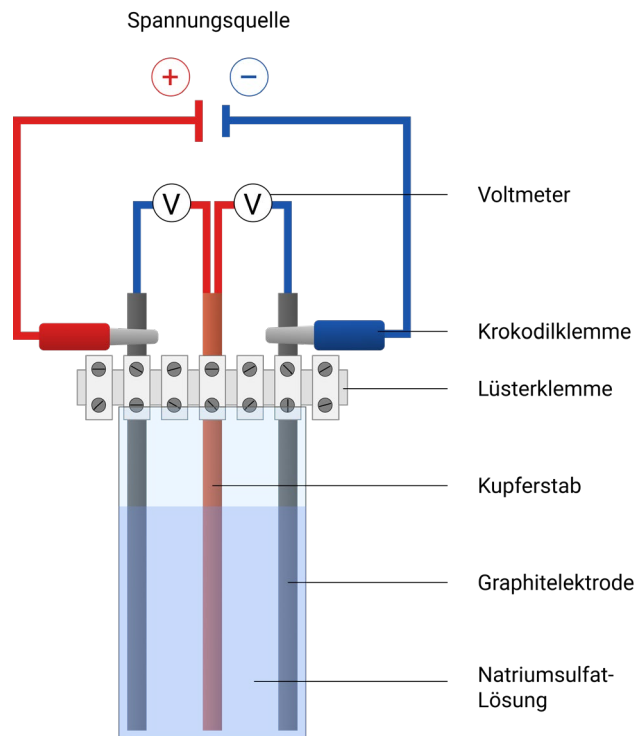 Spannungsquelle
+ −
V V
Voltmeter
Krokodilklemme
Lüsterklemme
Kupferstab
Graphitelektrode
Natriumsulfat-
Lösung